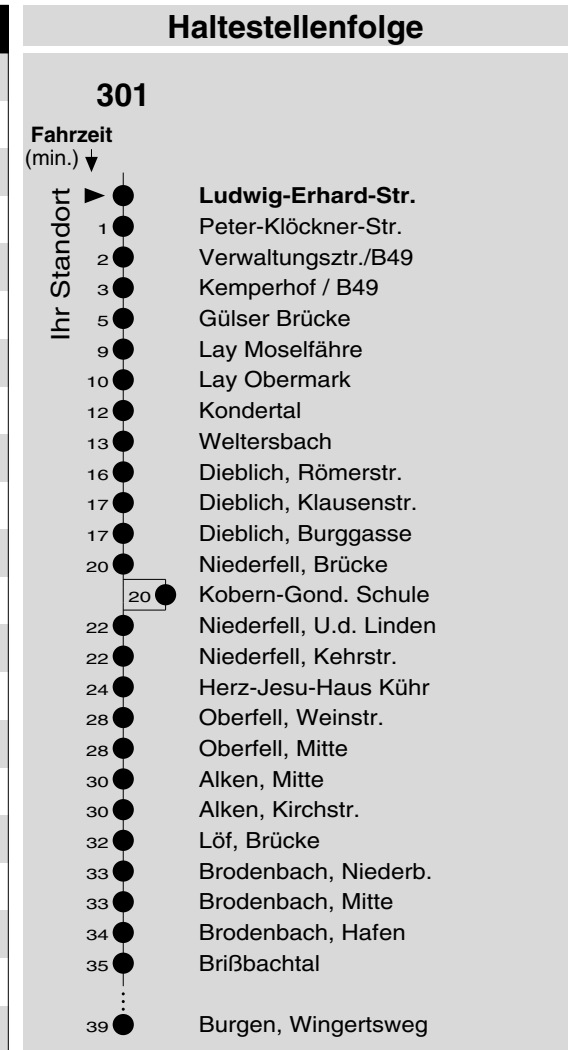 Haltestellenfolge
301
Fahrzeit
(min.)
Ihr Standort
Ludwig-Erhard-Str.
1 Peter-Klöckner-Str.
2 Verwaltungsztr./B49
3 Kemperhof / B49
5 Gülser Brücke
9 Lay Moselfähre
10 Lay Obermark
12 Kondertal
13 Weltersbach
16 Dieblich, Römerstr.
17 Dieblich, Klausenstr.
17 Dieblich, Burggasse
20 Niederfell, Brücke
20 Kobern-Gond. Schule
22 Niederfell, U.d. Linden
22 Niederfell, Kehrstr.
24 Herz-Jesu-Haus Kühr
28 Oberfell, Weinstr.
28 Oberfell, Mitte
30 Alken, Mitte
30 Alken, Kirchstr.
32 Löf, Brücke
33 Brodenbach, Niederb.
33 Brodenbach, Mitte
34 Brodenbach, Hafen
35 Brißbachtal
39 Burgen, Wingertsweg